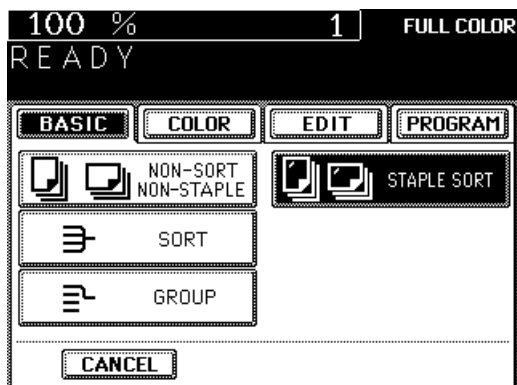 100 % 1 FULL COLOR
READY
BASIC COLOR EDIT PROGRAM
NON-SORT
NON-STAPLE
STAPLE SORT
SORT
GROUP
CANCEL